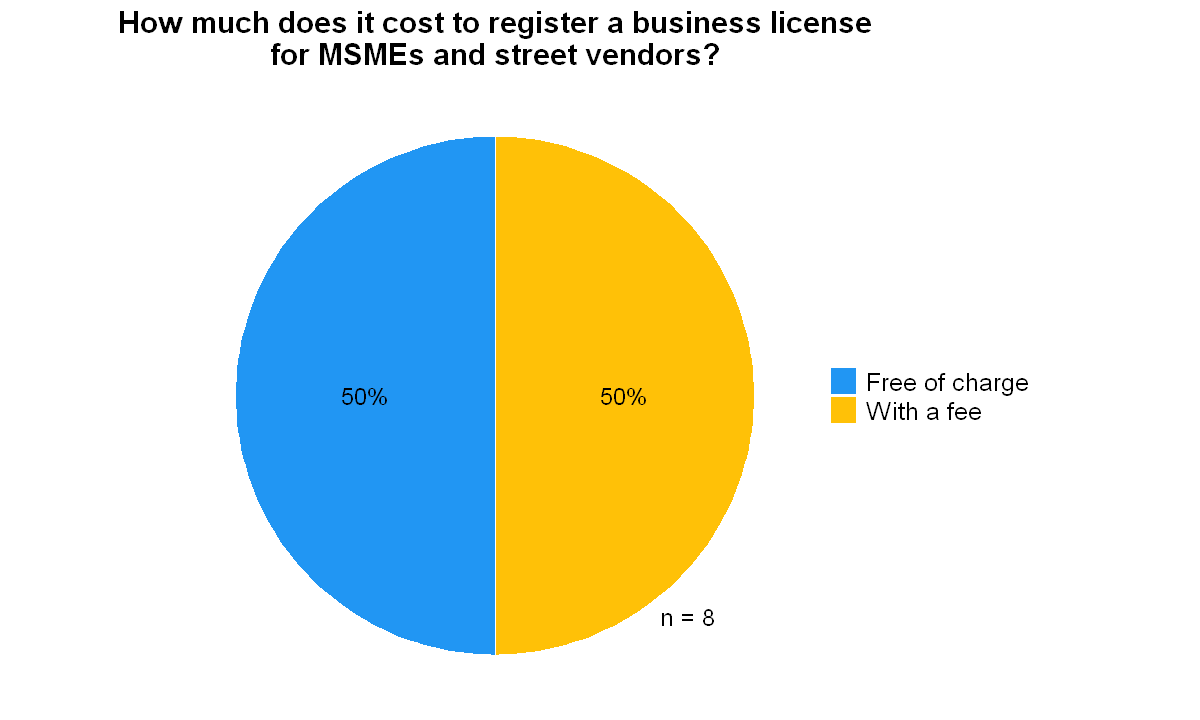 How much does it cost to register a business license
for MSMEs and street vendors?
50%
50%
Free of charge
With a fee
n = 8